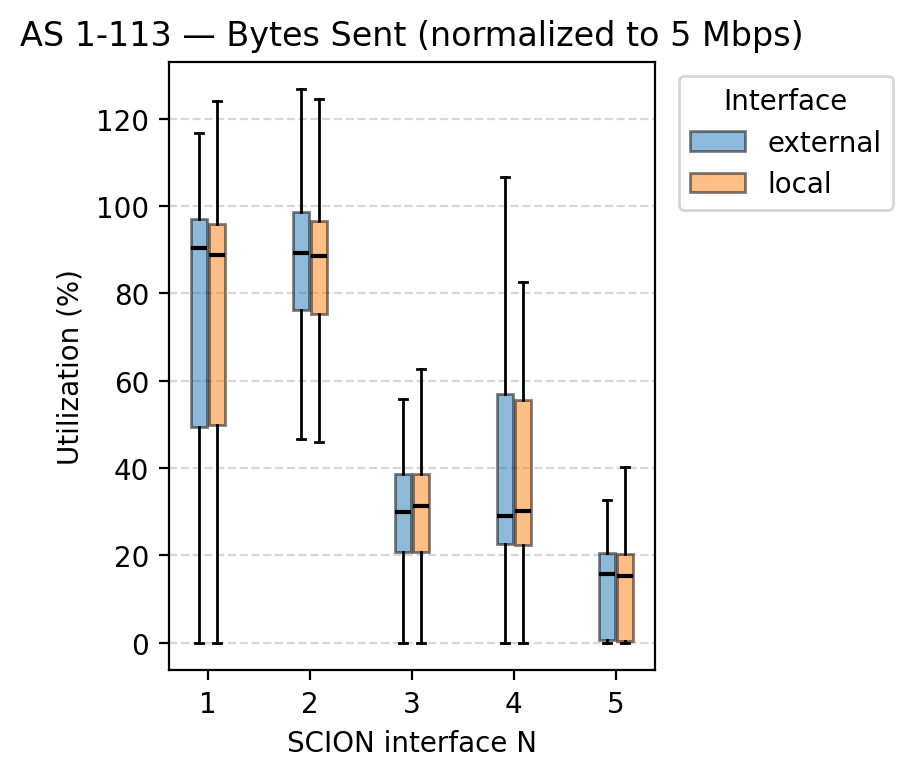 AS 1-113 — Bytes Sent (normalized to 5 Mbps)
Interface
external
local
Utilization (%)
120
100
80
60
40
20
0
1 2 3 4 5
SCION interface N